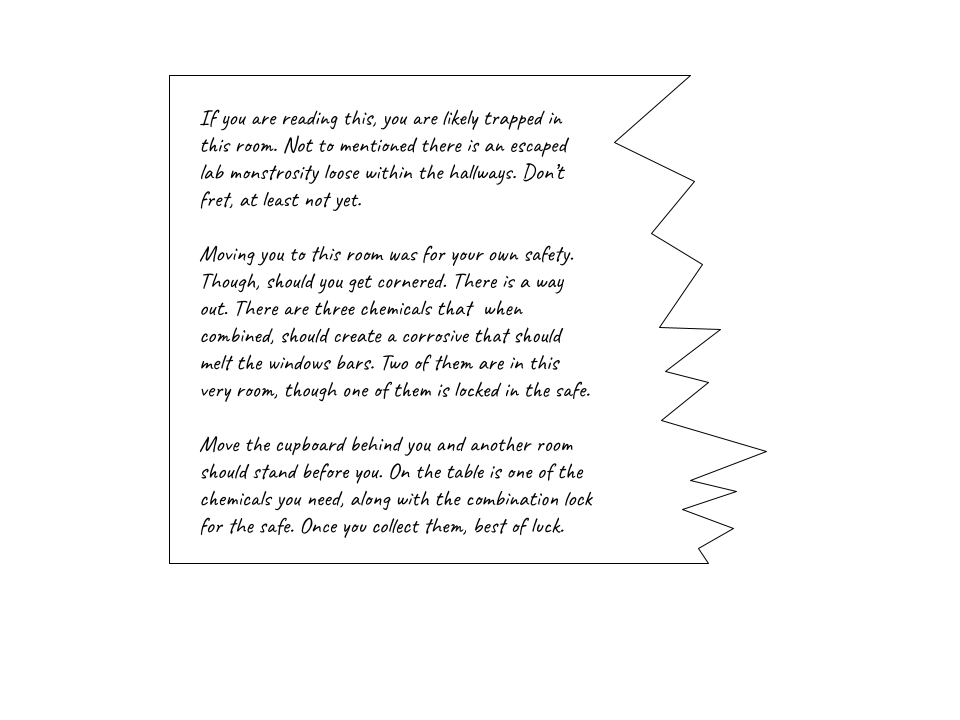 If you are reading this, you are likely trapped in
this room. Not to mentioned there is an escaped
lab monstrosity loose within the hallways. Don't
fret, at least not yet.

Moving you to this room was for your own safety.
Though, should you get cornered. There is a way
out. There are three chemicals that  when
combined, should create a corrosive that should
melt the windows bars. Two of them are in this
very room, though one of them is locked in the safe.

Move the cupboard behind you and another room
should stand before you. On the table is one of the
chemicals you need, along with the combination lock
for the safe. Once you collect them, best of luck.